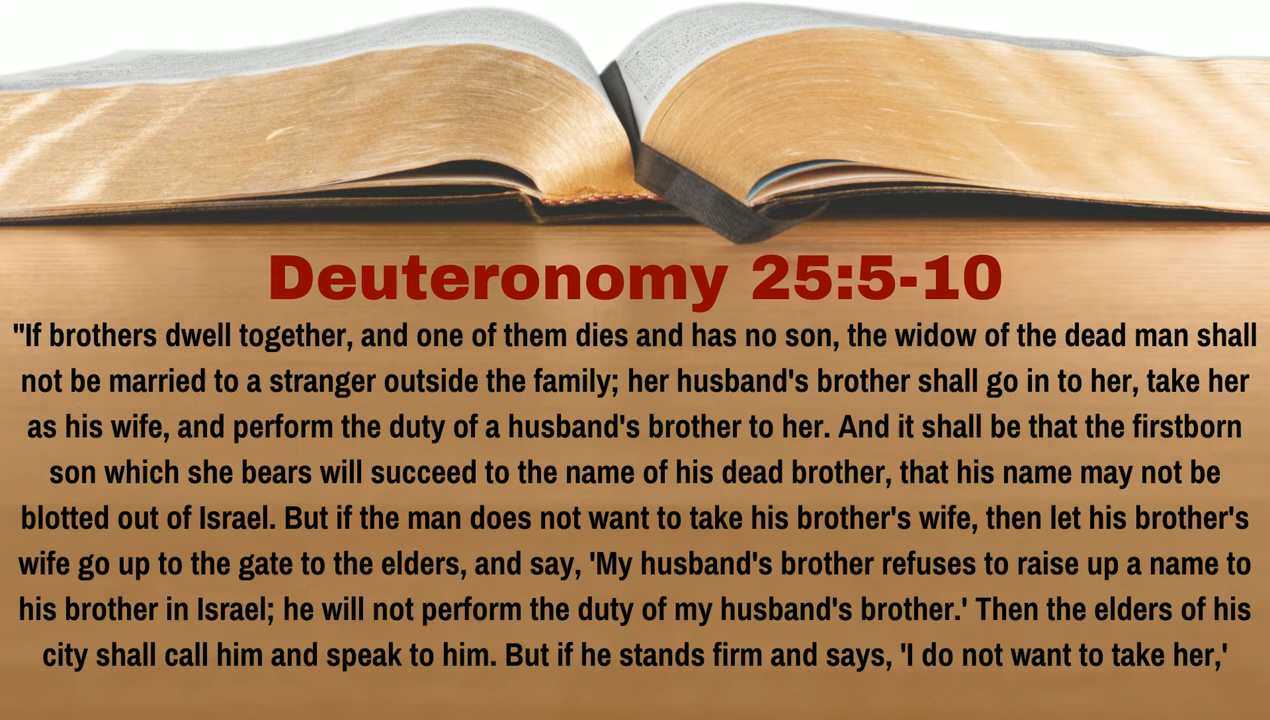 Deuteronomy 25:5-10
"If brothers dwell together, and one of them dies and has no son, the widow of the dead man shall
not be married to a stranger outside the family; her husband's brother shall go in to her, take her
as his wife, and perform the duty of a husband's brother to her. And it shall be that the firstborn
son which she bears will succeed to the name of his dead brother, that his name may not be
blotted out of Israel. But if the man does not want to take his brother's wife, then let his brother's
wife go up to the gate to the elders, and say, 'My husband's brother refuses to raise up a name to
his brother in Israel; he will not perform the duty of my husband's brother.' Then the elders of his
city shall call him and speak to him. But if he stands firm and says, 'I do not want to take her,'